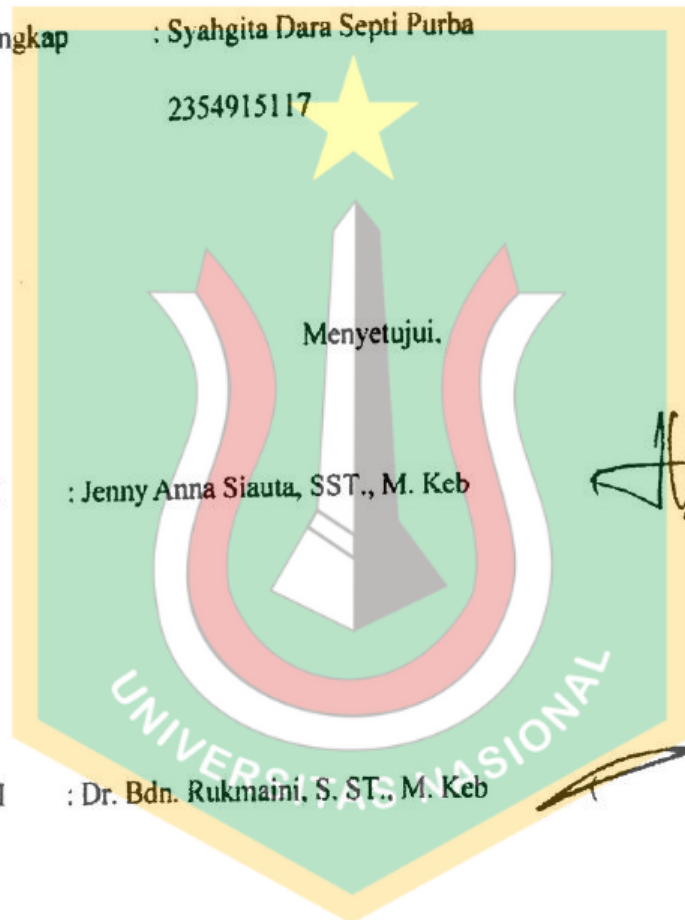 ngkap : Syahgita Dara Septi Purba
2354915117
Menyetujui,
: Jenny Anna Siauta, SST., M. Keb
UNIVERSITAS NASIONAL
I : Dr. Bdn. Rukmaini, S. ST., M. Keb